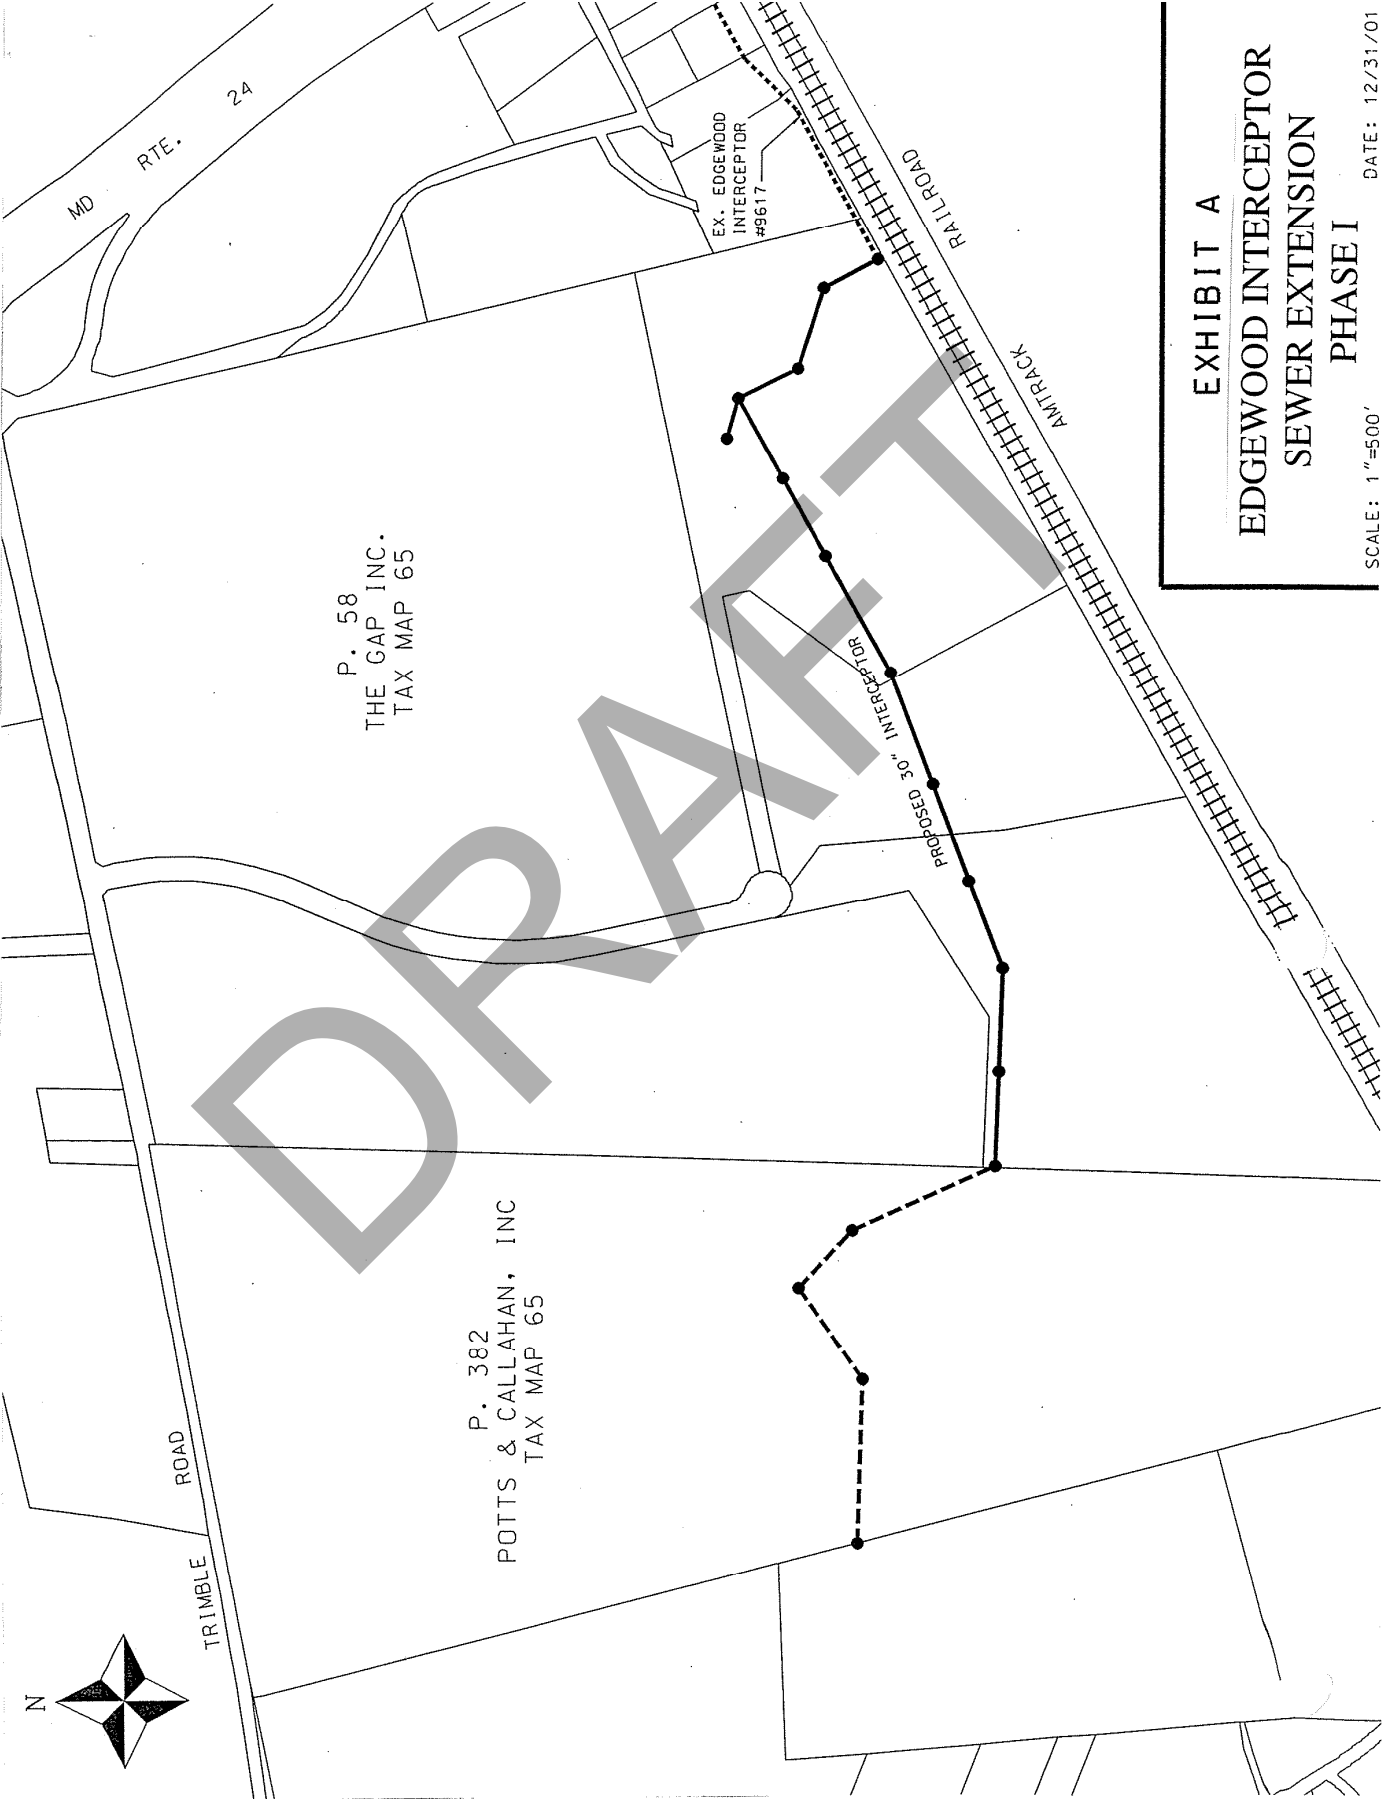 N
TRIMBLE ROAD
MD RTE. 24
P. 58
THE GAP INC.
TAX MAP 65
P. 382
POTTS & CALLAHAN, INC
TAX MAP 65
EX. EDGEWOOD
INTERCEPTOR
#9617
PROPOSED 30" INTERCEPTOR
AMTRACK RAILROAD
DRAFT
EXHIBIT A
EDGEWOOD INTERCEPTOR
SEWER EXTENSION
PHASE I
SCALE: 1"=500' DATE: 12/31/01